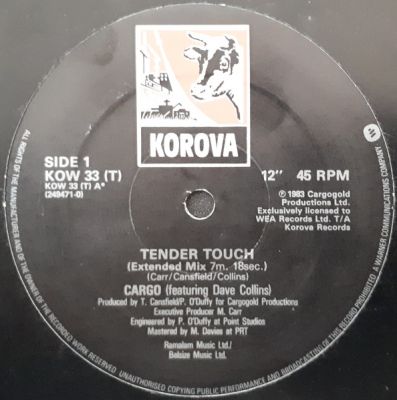 KOROVA
SIDE 1
KOW 33 (T)
KOW 33 (T) A*
(249471-0)
12" 45 RPM
℗ 1983 Cargogold
Productions Ltd.
Exclusively licensed to
WEA Records Ltd. T/A
Korova Records
TENDER TOUCH
(Extended Mix 7m. 18sec.)
(Carr/Cansfield/Collins)
CARGO (featuring Dave Collins)
Produced by T. Cansfield/P. O'Duffy for Cargogold Productions
Executive Producer M. Carr
Engineered by P. O'Duffy at Point Studios
Mastered by M. Davies at PRT
Ramalam Music Ltd./
Belsize Music Ltd.
ALL RIGHTS OF THE MANUFACTURER AND OF THE OWNER OF THE RECORDED WORK RESERVED UNAUTHORISED COPYING PUBLIC PERFORMANCE AND BROADCASTING OF THIS RECORD PROHIBITED A WARNER COMMUNICATIONS COMPANY